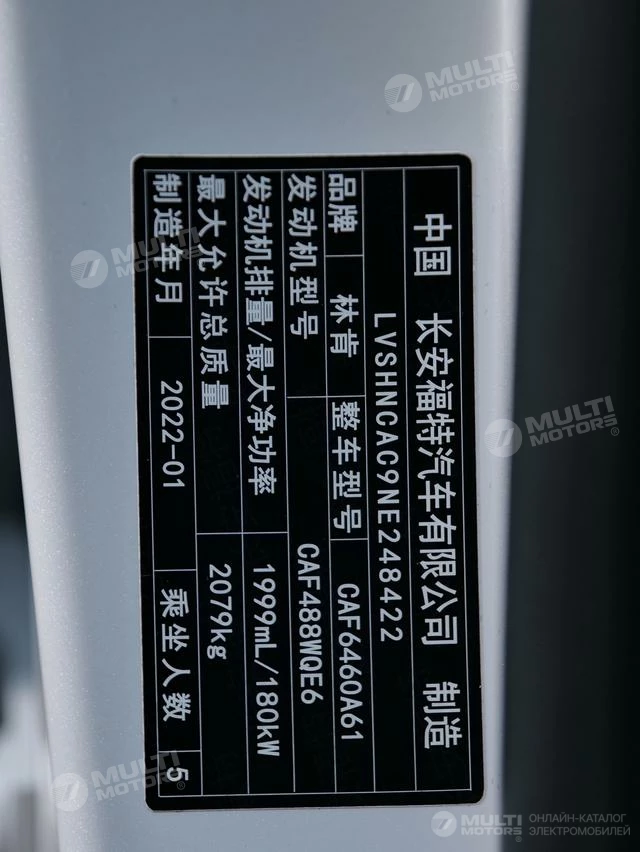 中国 长安福特汽车有限公司 制造
LVSHNCAC9NE248422
品牌 林肯 整车型号 CAF6460A61
发动机型号 CAF488WQE6
发动机排量/最大净功率 1999mL/180kW
最大允许总质量 2079kg
制造年月 2022-01 乘坐人数 5
MULTI
MOTORS®
MULTI
MOTORS®
MULTI
MOTORS®
MULTI
MOTORS®
MULTI
MOTORS®
ОНЛАЙН-КАТАЛОГ
ЭЛЕКТРОМОБИЛЕЙ